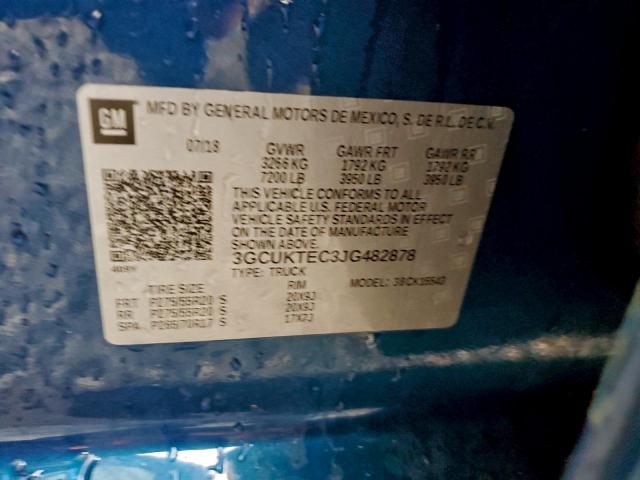 GM
MFD BY GENERAL MOTORS DE MEXICO, S. DE R.L. DE C.V.
07/18 GVWR GAWR FRT GAWR RR
3266 KG 1792 KG 1792 KG
7200 LB 3950 LB 3950 LB
THIS VEHICLE CONFORMS TO ALL
APPLICABLE U.S. FEDERAL MOTOR
VEHICLE SAFETY STANDARDS IN EFFECT
ON THE DATE OF MANUFACTURE
SHOWN ABOVE.
3GCUKTEC3JG482878
TYPE: TRUCK MODEL:
TIRE SIZE RIM
FRT P275/55R20 S 20X9J
RR P275/55R20 S 20X9J
SPA P265/70R17 S 17X7J